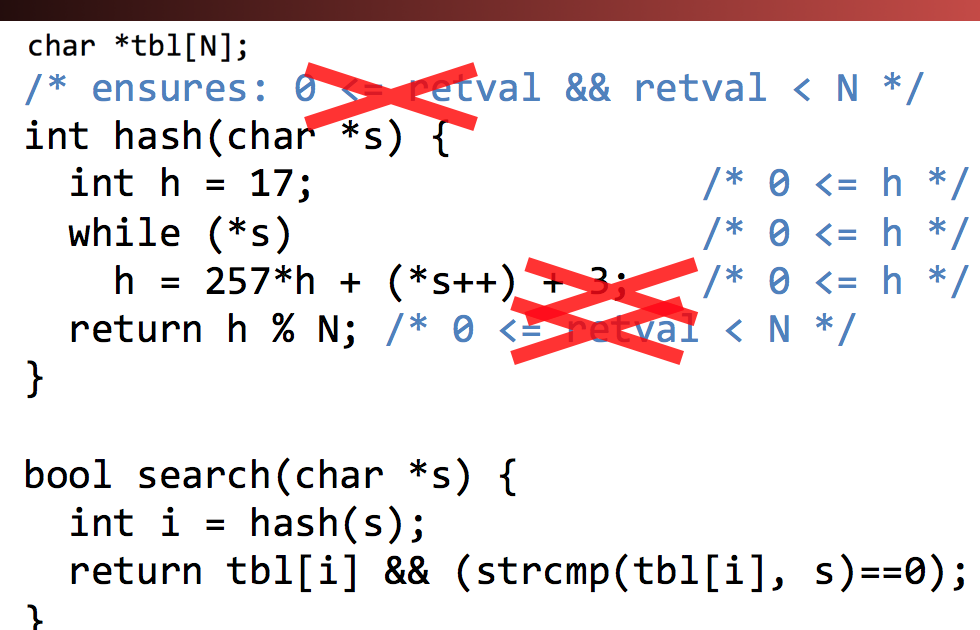 char *tbl[N];
/* ensures: 0 <= retval && retval < N */
int hash(char *s) {
  int h = 17;                 /* 0 <= h */
  while (*s)                  /* 0 <= h */
    h = 257*h + (*s++) + 3;   /* 0 <= h */
  return h % N; /* 0 <= retval < N */
}
bool search(char *s) {
  int i = hash(s);
  return tbl[i] && (strcmp(tbl[i], s)==0);
}